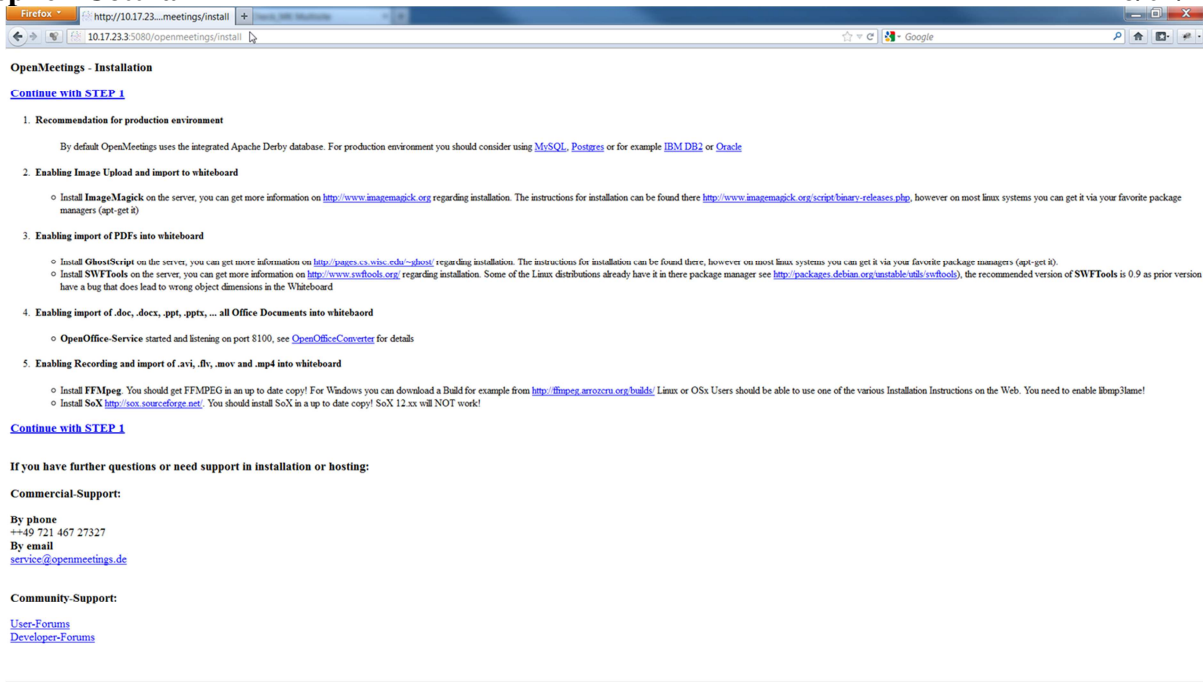 Firefox
http://10.17.23....meetings/install
10.17.23.3:5080/openmeetings/install
Google
OpenMeetings - Installation
Continue with STEP 1
1. Recommendation for production environment
By default OpenMeetings uses the integrated Apache Derby database. For production environment you should consider using MySQL, Postgres or for example IBM DB2 or Oracle
2. Enabling Image Upload and import to whiteboard
Install ImageMagick on the server, you can get more information on http://www.imagemagick.org regarding installation. The instructions for installation can be found there http://www.imagemagick.org/script/binary-releases.php, however on most linux systems you can get it via your favorite package
managers (apt-get it)
3. Enabling import of PDFs into whiteboard
Install GhostScript on the server, you can get more information on http://pages.cs.wisc.edu/~ghost/ regarding installation. The instructions for installation can be found there, however on most linux systems you can get it via your favorite package managers (apt-get it).
Install SWFTools on the server, you can get more information on http://www.swftools.org/ regarding installation. Some of the Linux distributions already have it in there package manager see http://packages.debian.org/unstable/utils/swftools), the recommended version of SWFTools is 0.9 as prior version
have a bug that does lead to wrong object dimensions in the Whiteboard
4. Enabling import of .doc, .docx, .ppt, .pptx, ... all Office Documents into whitebaord
OpenOffice-Service started and listening on port 8100, see OpenOfficeConverter for details
5. Enabling Recording and import of .avi, .flv, .mov and .mp4 into whiteboard
Install FFMpeg. You should get FFMPEG in an up to date copy! For Windows you can download a Build for example from http://ffmpeg.arrozcru.org/builds/ Linux or OSx Users should be able to use one of the various Installation Instructions on the Web. You need to enable libmp3lame!
Install SoX http://sox.sourceforge.net/. You should install SoX in a up to date copy! SoX 12.xx will NOT work!
Continue with STEP 1
If you have further questions or need support in installation or hosting:
Commercial-Support:
By phone
++49 721 467 27327
By email
service@openmeetings.de
Community-Support:
User-Forums
Developer-Forums